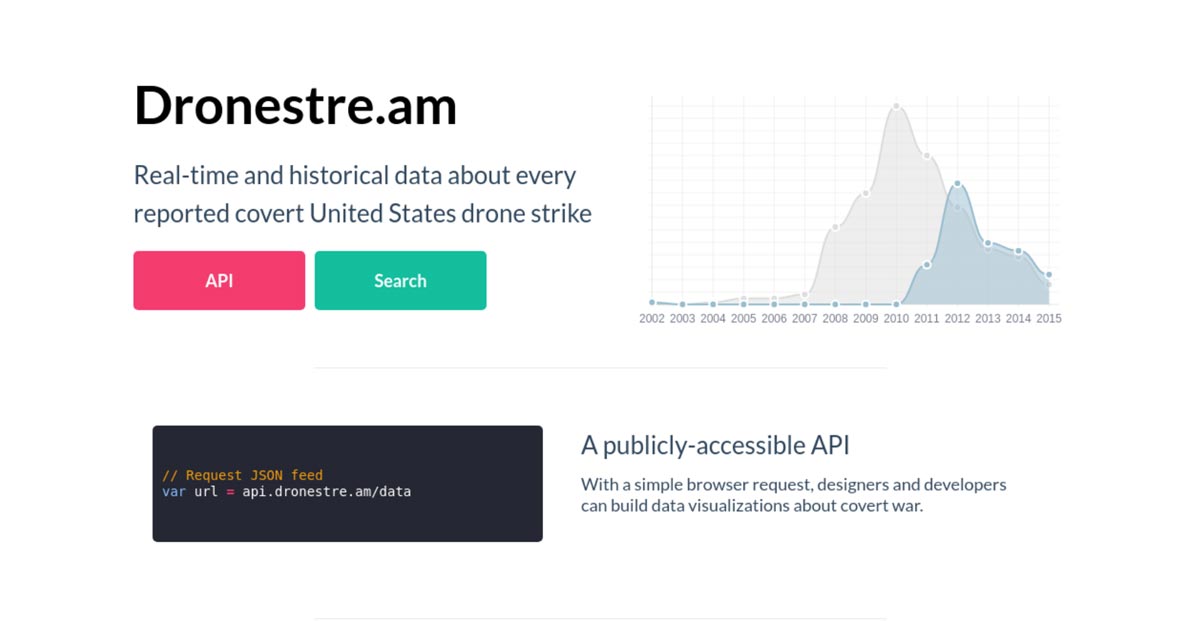 Dronestre.am
Real-time and historical data about every
reported covert United States drone strike
API
Search
2002 2003 2004 2005 2006 2007 2008 2009 2010 2011 2012 2013 2014 2015
// Request JSON feed
var url = api.dronestre.am/data
A publicly-accessible API
With a simple browser request, designers and developers
can build data visualizations about covert war.